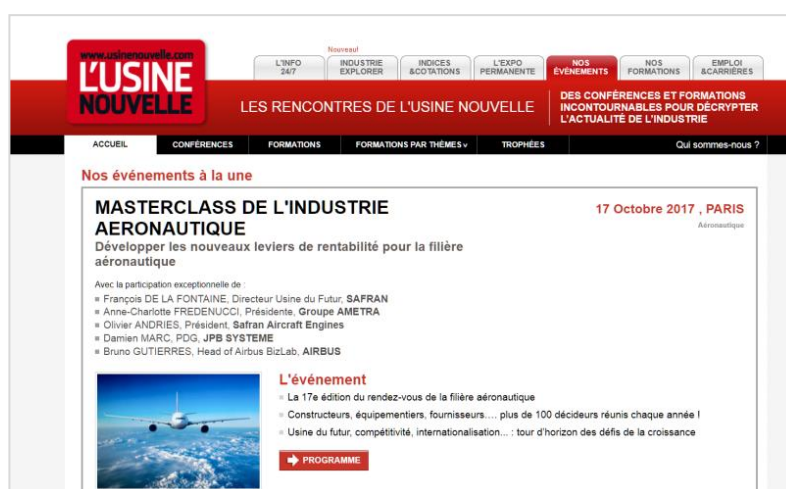 www.usinenouvelle.com
L'USINE
NOUVELLE
Nouveau!
L'INFO
24/7
INDUSTRIE
EXPLORER
INDICES
&COTATIONS
L'EXPO
PERMANENTE
NOS
ÉVÉNEMENTS
NOS
FORMATIONS
EMPLOI
&CARRIÈRES
LES RENCONTRES DE L'USINE NOUVELLE
DES CONFÉRENCES ET FORMATIONS
INCONTOURNABLES POUR DÉCRYPTER
L'ACTUALITÉ DE L'INDUSTRIE
ACCUEIL CONFÉRENCES FORMATIONS FORMATIONS PAR THÈMES v TROPHÉES Qui sommes-nous ?
Nos événements à la une
MASTERCLASS DE L'INDUSTRIE
AERONAUTIQUE
17 Octobre 2017 , PARIS
Aéronautique
Développer les nouveaux leviers de rentabilité pour la filière
aéronautique
Avec la participation exceptionnelle de :
François DE LA FONTAINE, Directeur Usine du Futur, SAFRAN
Anne-Charlotte FREDENUCCI, Présidente, Groupe AMETRA
Olivier ANDRIES, Président, Safran Aircraft Engines
Damien MARC, PDG, JPB SYSTEME
Bruno GUTIERRES, Head of Airbus BizLab, AIRBUS
L'événement
La 17e édition du rendez-vous de la filière aéronautique
Constructeurs, équipementiers, fournisseurs.... plus de 100 décideurs réunis chaque année !
Usine du futur, compétitivité, internationalisation... : tour d'horizon des défis de la croissance
PROGRAMME